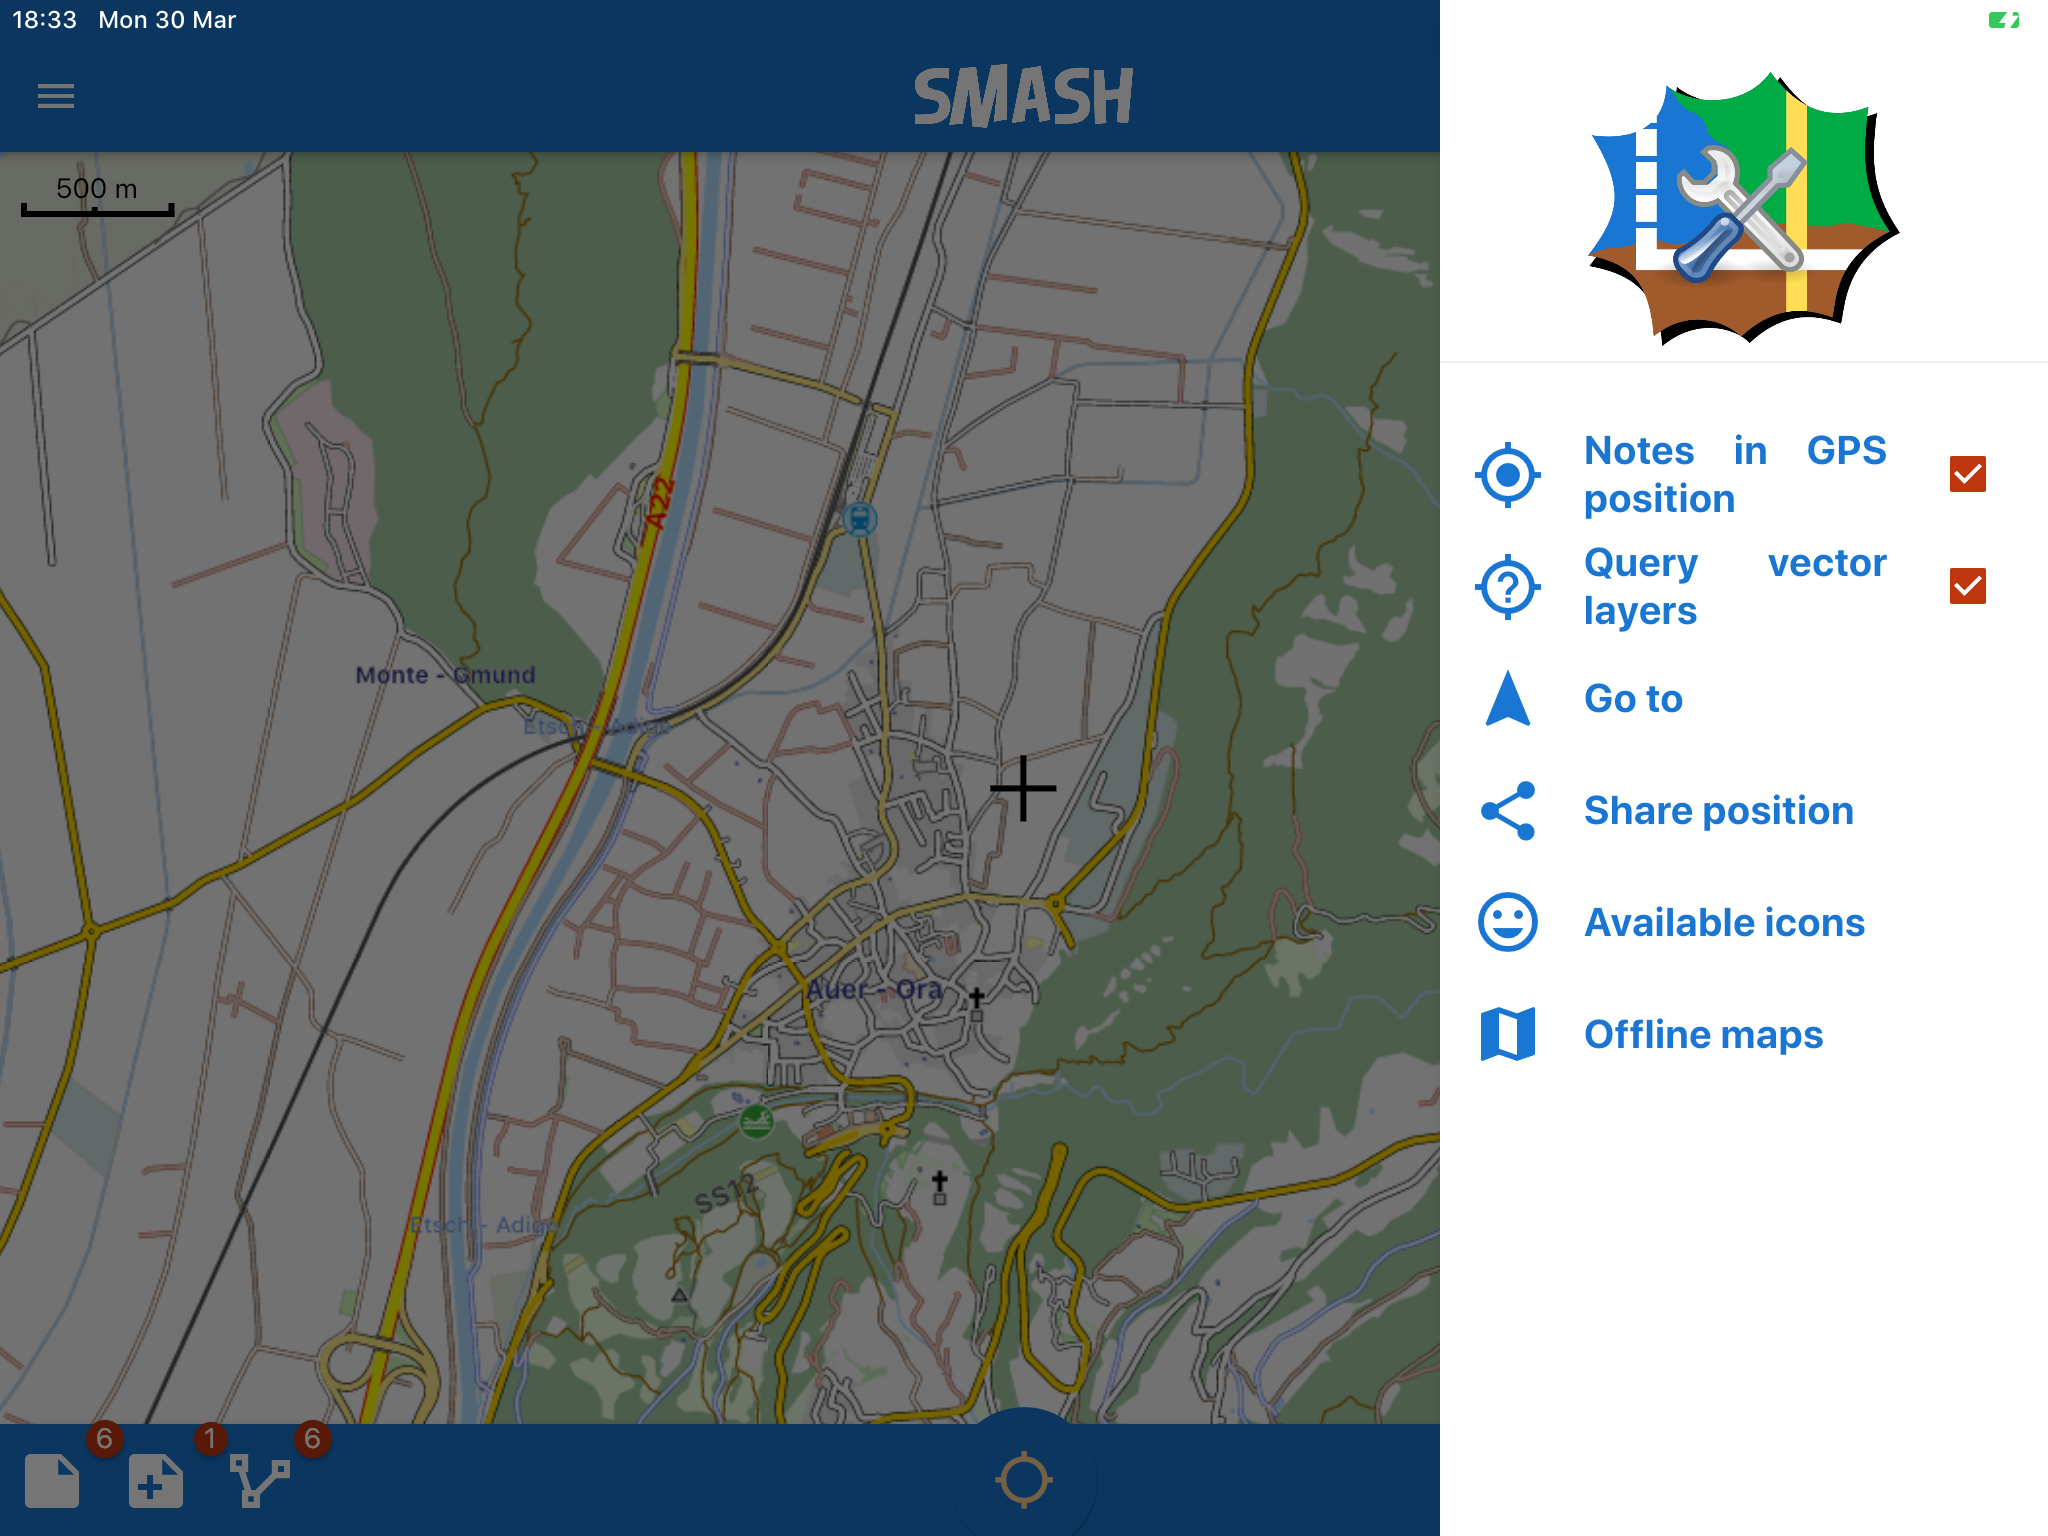 18:33 Mon 30 Mar
SMASH
500 m
A22
Monte - Gmund
Etsch - Adige
Auer - Ora
SS12
Etsch - Adige
6
1
6
Notes in GPS
position
Query vector
layers
Go to
Share position
Available icons
Offline maps